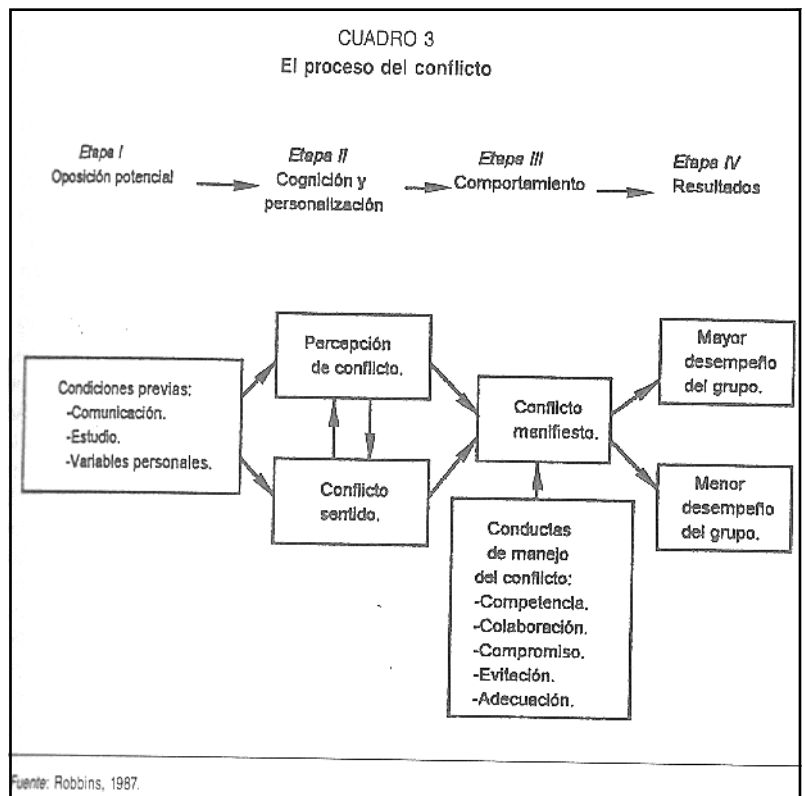 CUADRO 3
El proceso del conflicto
Etapa I
Oposición potencial
Etapa II
Cognición y
personalización
Etapa III
Comportamiento
Etapa IV
Resultados
Condiciones previas:
-Comunicación.
-Estudio.
-Variables personales.
Percepción
de conflicto.
Conflicto
sentido.
Conflicto
manifiesto.
Conductas
de manejo
del conflicto:
-Competencia.
-Colaboración.
-Compromiso.
-Evitación.
-Adecuación.
Mayor
desempeño
del grupo.
Menor
desempeño
del grupo.
Fuente: Robbins, 1987.